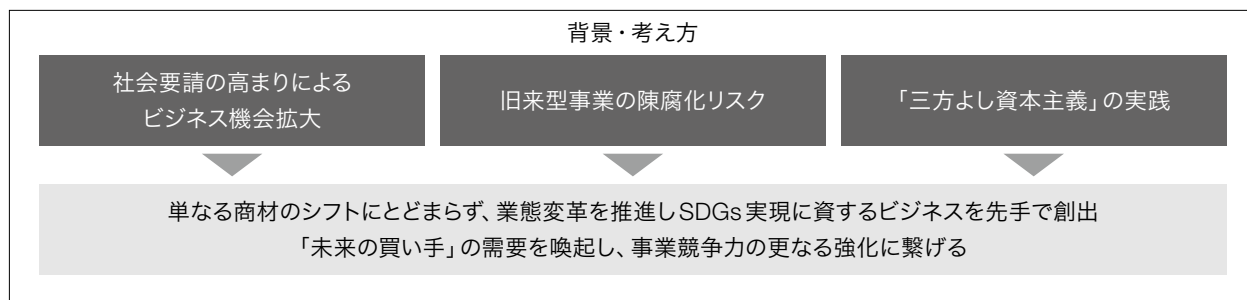 背景・考え方
社会要請の高まりによる
ビジネス機会拡大
旧来型事業の陳腐化リスク
「三方よし資本主義」の実践
単なる商材のシフトにとどまらず、業態変革を推進しSDGs実現に資するビジネスを先手で創出
「未来の買い手」の需要を喚起し、事業競争力の更なる強化に繋げる